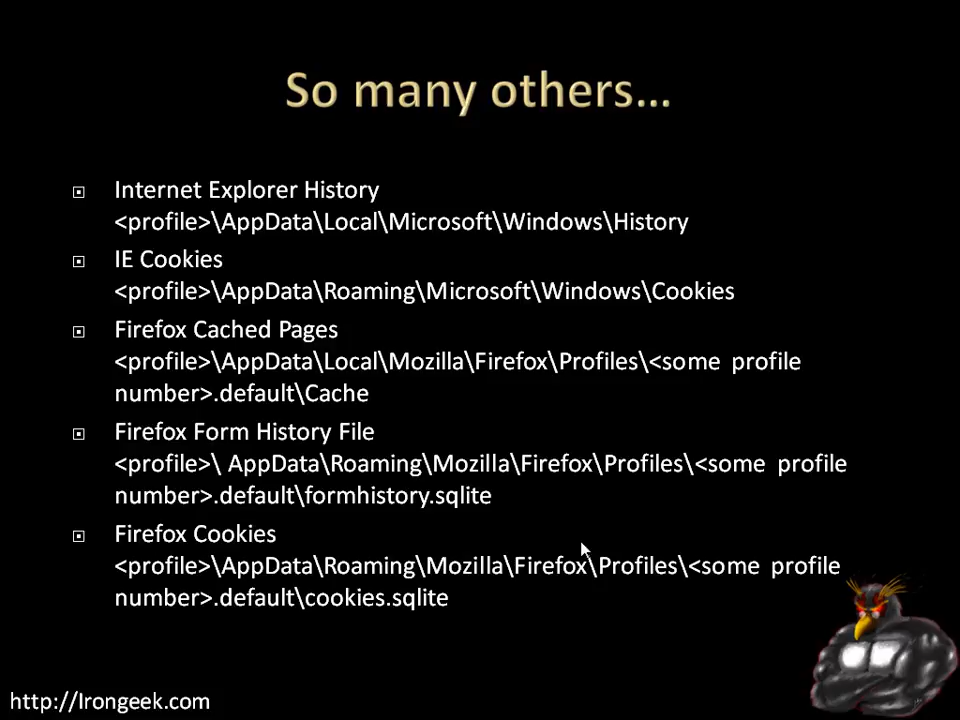 So many others...
Internet Explorer History
<profile>\AppData\Local\Microsoft\Windows\History
IE Cookies
<profile>\AppData\Roaming\Microsoft\Windows\Cookies
Firefox Cached Pages
<profile>\AppData\Local\Mozilla\Firefox\Profiles\<some profile
number>.default\Cache
Firefox Form History File
<profile>\ AppData\Roaming\Mozilla\Firefox\Profiles\<some profile
number>.default\formhistory.sqlite
Firefox Cookies
<profile>\AppData\Roaming\Mozilla\Firefox\Profiles\<some profile
number>.default\cookies.sqlite
http://Irongeek.com